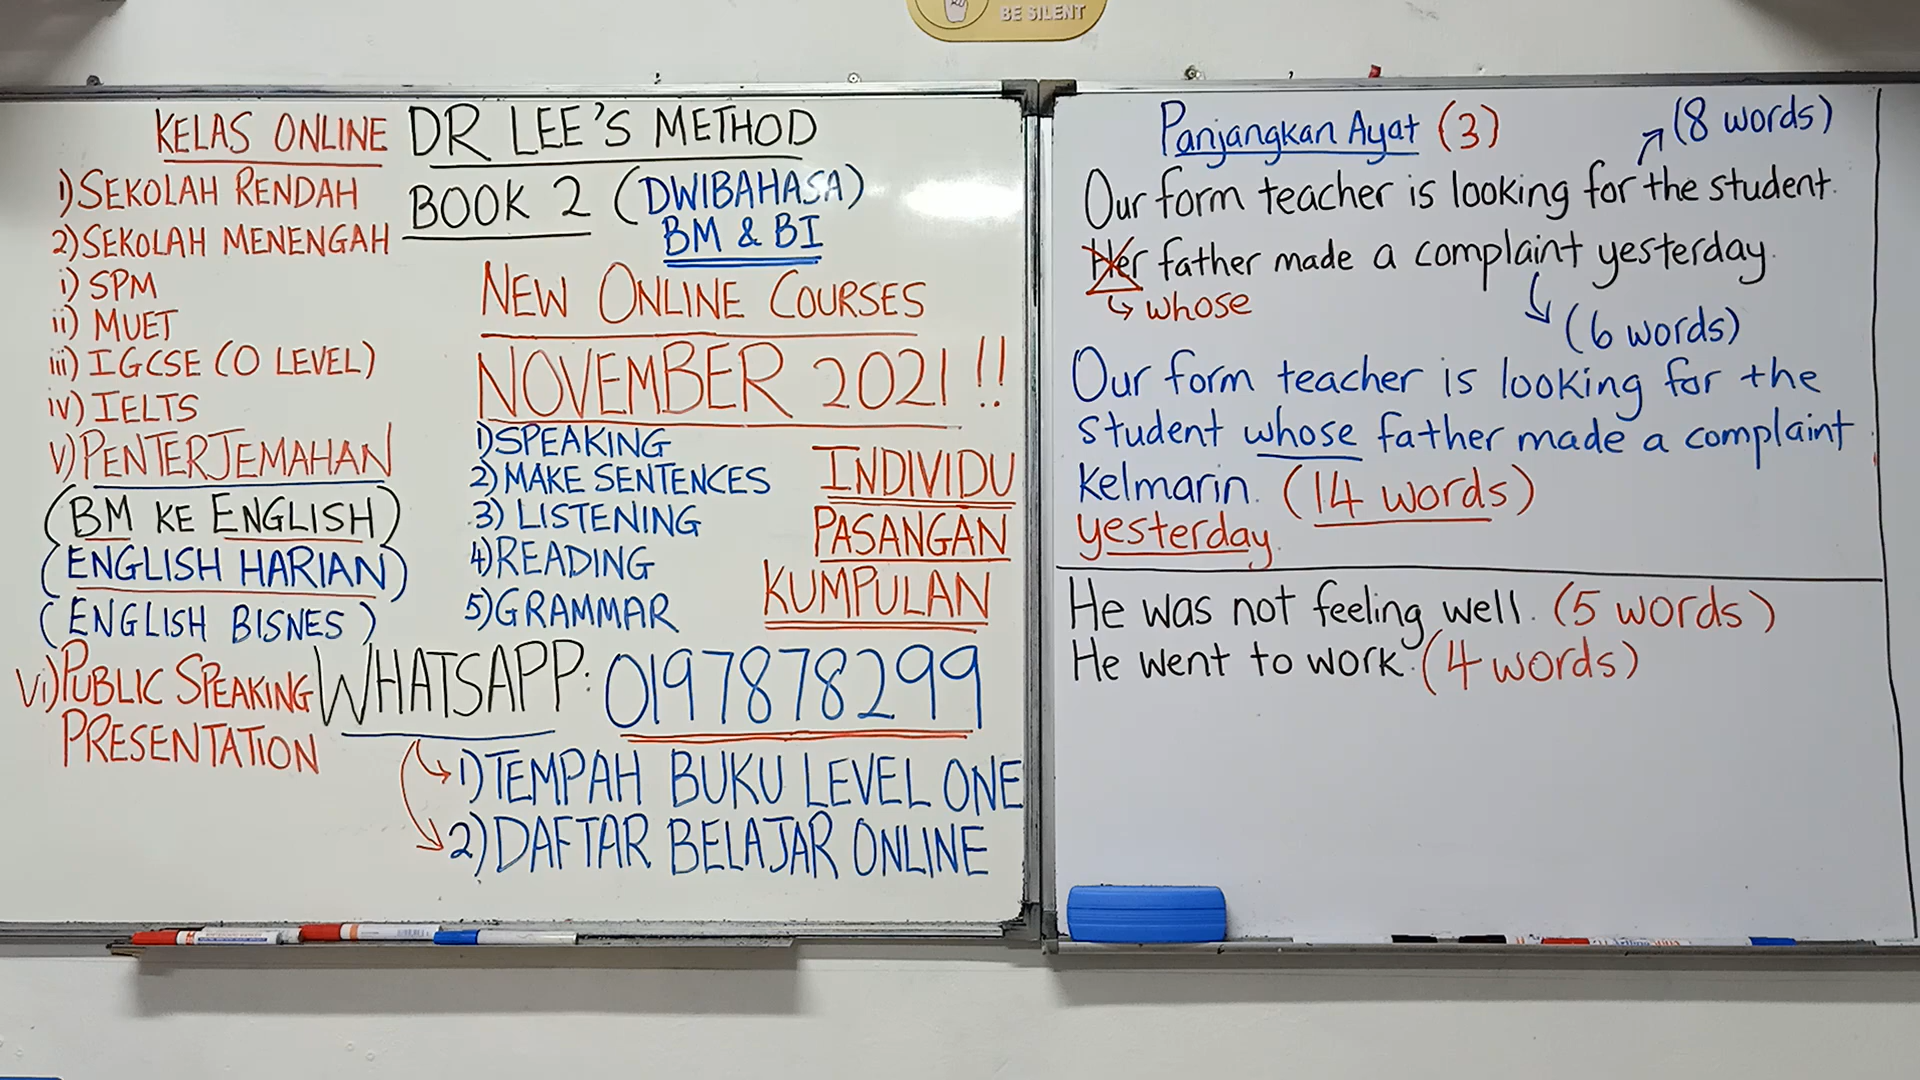 BE SILENT
KELAS ONLINE
1) SEKOLAH RENDAH
2) SEKOLAH MENENGAH
i) SPM
ii) MUET
iii) IGCSE (O LEVEL)
iv) IELTS
v) PENTERJEMAHAN
(BM KE ENGLISH)
(ENGLISH HARIAN)
(ENGLISH BISNES)
vi) PUBLIC SPEAKING
PRESENTATION
DR LEE'S METHOD
BOOK 2 (DWIBAHASA)
BM & BI
NEW ONLINE COURSES
NOVEMBER 2021!!
1) SPEAKING
2) MAKE SENTENCES
3) LISTENING
4) READING
5) GRAMMAR
INDIVIDU
PASANGAN
KUMPULAN
WHATSAPP: 0197878299
1) TEMPAH BUKU LEVEL ONE
2) DAFTAR BELAJAR ONLINE
Panjangkan Ayat (3)
(8 words)
Our form teacher is looking for the student.
Her father made a complaint yesterday.
whose
(6 words)
Our form teacher is looking for the
student whose father made a complaint
kelmarin. (14 words)
yesterday.
He was not feeling well. (5 words)
He went to work. (4 words)